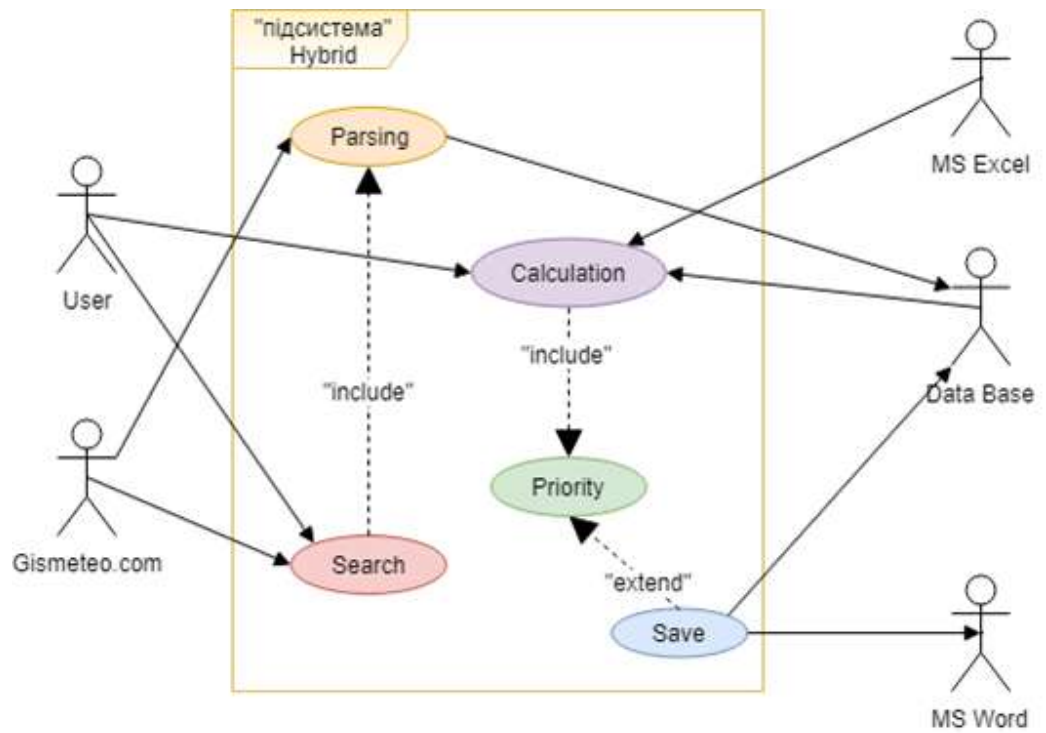 "підсистема"
Hybrid
Parsing
MS Excel
User
Calculation
"include"
"include"
Data Base
Priority
Gismeteo.com
Search
"extend"
Save
MS Word